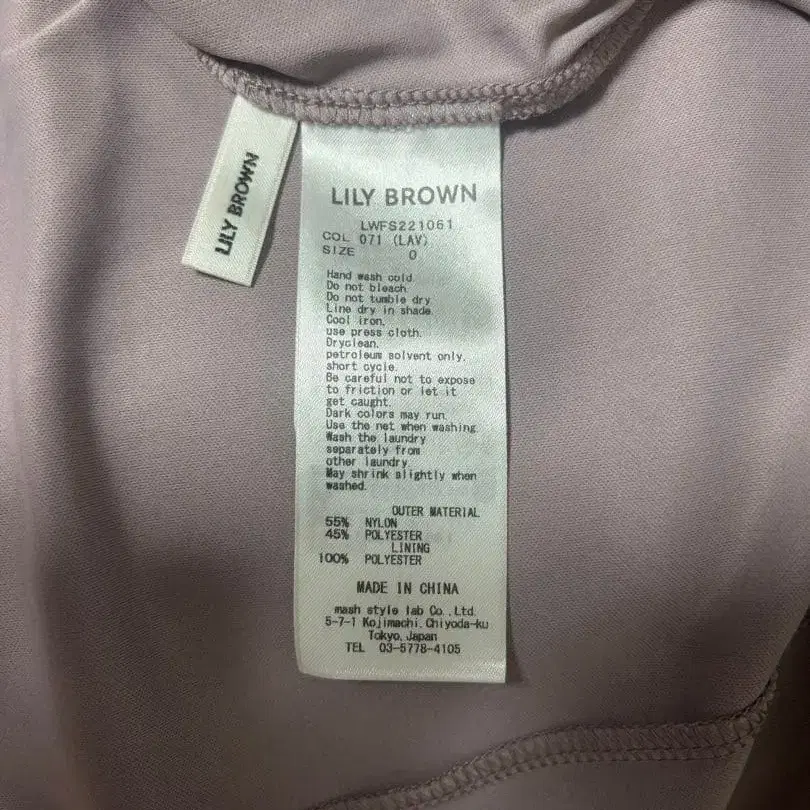 LILY BROWN
LILY BROWN
LWFS221061
COL 071 (LAV)
SIZE 0
Hand wash cold.
Do not bleach.
Do not tumble dry.
Line dry in shade.
Cool iron,
use press cloth.
Dryclean,
petroleum solvent only,
short cycle.
Be careful not to expose
to friction or let it
get caught.
Dark colors may run.
Use the net when washing.
Wash the laundry
separately from
other laundry.
May shrink slightly when
washed.
OUTER MATERIAL
55% NYLON
45% POLYESTER
LINING
100% POLYESTER
MADE IN CHINA
mash style lab Co.,Ltd.
5-7-1 Kojimachi,Chiyoda-ku
Tokyo,Japan
TEL 03-5778-4105